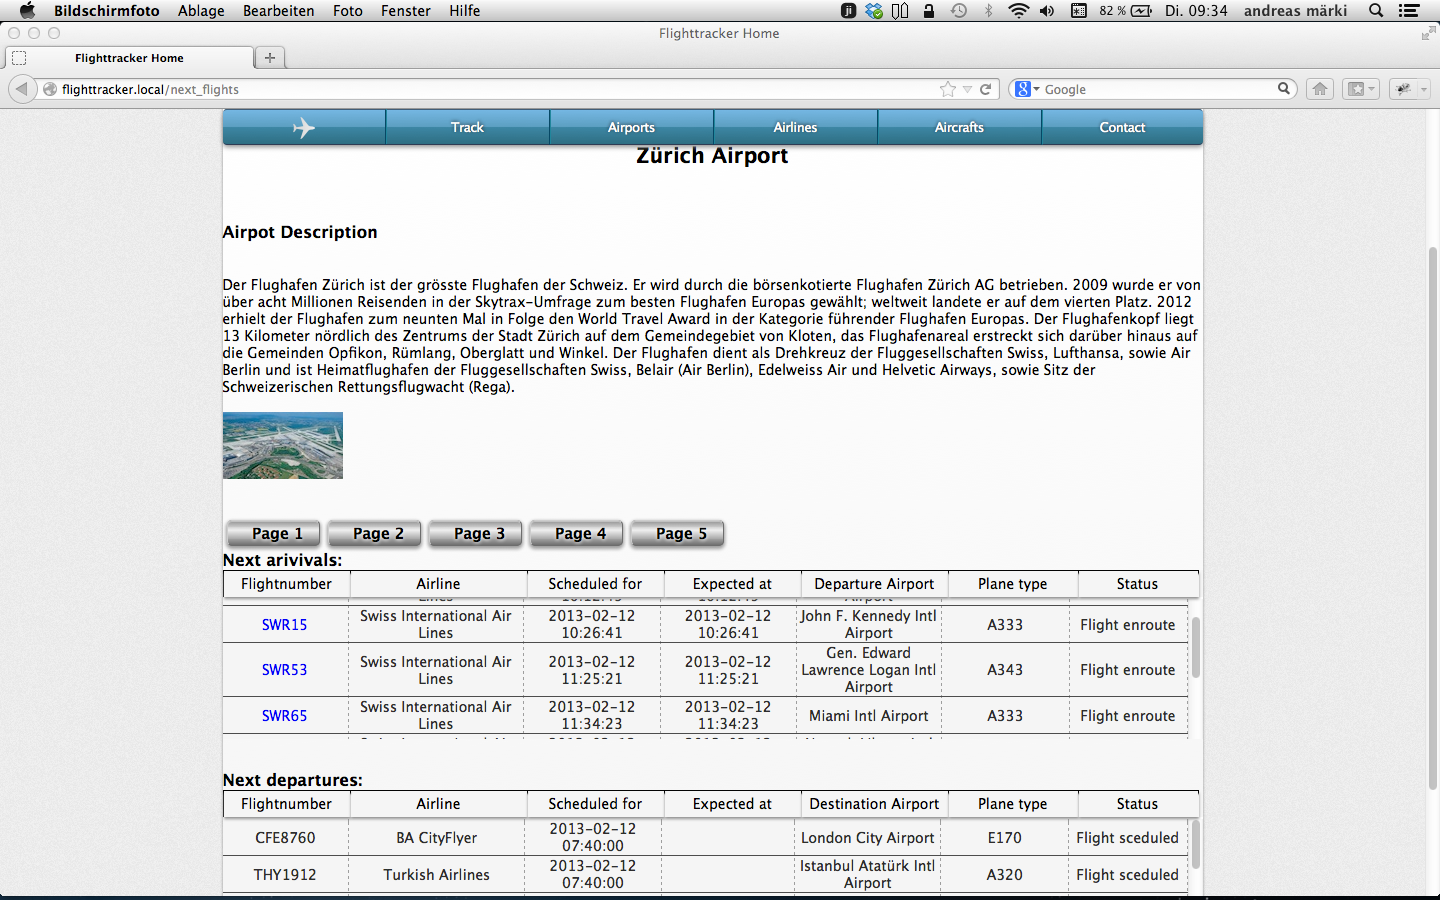 Bildschirmfoto Ablage Bearbeiten Foto Fenster Hilfe 82 % Di. 09:34 andreas märki
Flighttracker Home
Flighttracker Home
flighttracker.local/next_flights Google
Track Airports Airlines Aircrafts Contact
Zürich Airport
Airpot Description
Der Flughafen Zürich ist der grösste Flughafen der Schweiz. Er wird durch die börsenkotierte Flughafen Zürich AG betrieben. 2009 wurde er von
über acht Millionen Reisenden in der Skytrax-Umfrage zum besten Flughafen Europas gewählt; weltweit landete er auf dem vierten Platz. 2012
erhielt der Flughafen zum neunten Mal in Folge den World Travel Award in der Kategorie führender Flughafen Europas. Der Flughafenkopf liegt
13 Kilometer nördlich des Zentrums der Stadt Zürich auf dem Gemeindegebiet von Kloten, das Flughafenareal erstreckt sich darüber hinaus auf
die Gemeinden Opfikon, Rümlang, Oberglatt und Winkel. Der Flughafen dient als Drehkreuz der Fluggesellschaften Swiss, Lufthansa, sowie Air
Berlin und ist Heimatflughafen der Fluggesellschaften Swiss, Belair (Air Berlin), Edelweiss Air und Helvetic Airways, sowie Sitz der
Schweizerischen Rettungsflugwacht (Rega).
Page 1 Page 2 Page 3 Page 4 Page 5
Next arivivals:
Flightnumber Airline Scheduled for Expected at Departure Airport Plane type Status
SWR15 Swiss International Air Lines 2013-02-12 10:26:41 2013-02-12 10:26:41 John F. Kennedy Intl Airport A333 Flight enroute
SWR53 Swiss International Air Lines 2013-02-12 11:25:21 2013-02-12 11:25:21 Gen. Edward Lawrence Logan Intl Airport A343 Flight enroute
SWR65 Swiss International Air Lines 2013-02-12 11:34:23 2013-02-12 11:34:23 Miami Intl Airport A333 Flight enroute
Next departures:
Flightnumber Airline Scheduled for Expected at Destination Airport Plane type Status
CFE8760 BA CityFlyer 2013-02-12 07:40:00 London City Airport E170 Flight sceduled
THY1912 Turkish Airlines 2013-02-12 07:40:00 Istanbul Atatürk Intl Airport A320 Flight sceduled